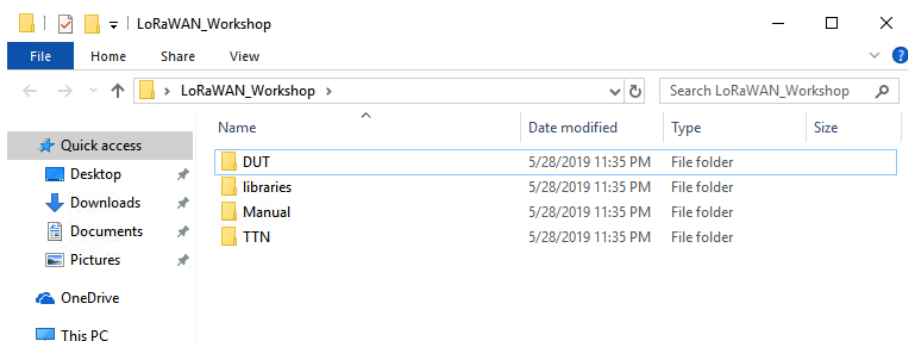 LoRaWAN_Workshop
File Home Share View
LoRaWAN_Workshop
Search LoRaWAN_Workshop
Name Date modified Type Size
Quick access
Desktop
Downloads
Documents
Pictures
OneDrive
This PC
DUT 5/28/2019 11:35 PM File folder
libraries 5/28/2019 11:35 PM File folder
Manual 5/28/2019 11:35 PM File folder
TTN 5/28/2019 11:35 PM File folder